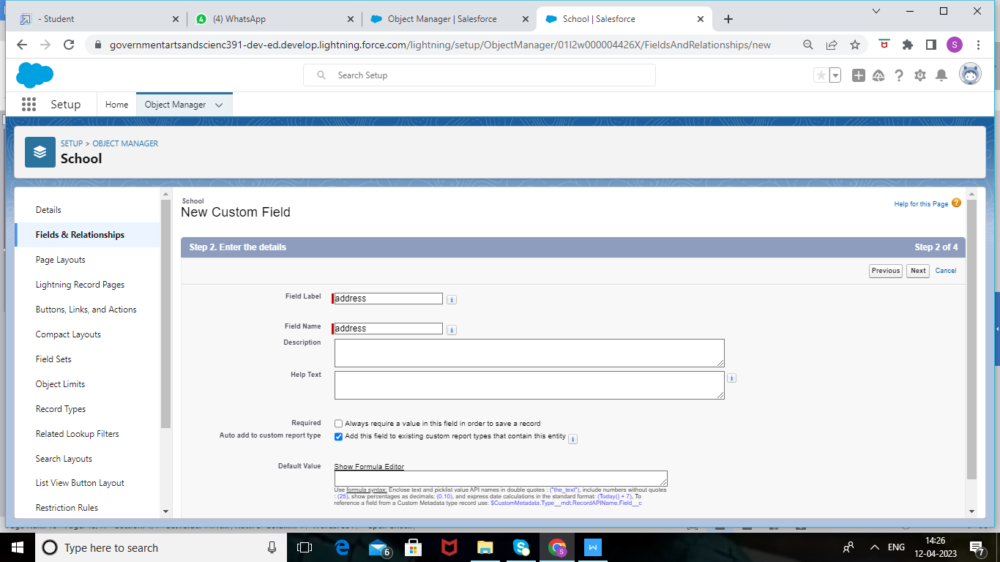 - Student
(4) WhatsApp
Object Manager | Salesforce
School | Salesforce
governmentartsandscienc391-dev-ed.develop.lightning.force.com/lightning/setup/ObjectManager/01I2w000004426X/FieldsAndRelationships/new
S
Search Setup
Setup
Home
Object Manager
SETUP > OBJECT MANAGER
School
Details
Fields & Relationships
Page Layouts
Lightning Record Pages
Buttons, Links, and Actions
Compact Layouts
Field Sets
Object Limits
Record Types
Related Lookup Filters
Search Layouts
List View Button Layout
Restriction Rules
School
New Custom Field
Help for this Page ?
Step 2. Enter the details
Step 2 of 4
Previous Next Cancel
Field Label address i
Field Name address i
Description
Help Text i
Required Always require a value in this field in order to save a record
Auto add to custom report type Add this field to existing custom report types that contain this entity i
Default Value Show Formula Editor
Use formula syntax: Enclose text and picklist value API names in double quotes : ("the_text"), include numbers without quotes
: (25), show percentages as decimals: (0.10), and express date calculations in the standard format: (Today() + 7), To
reference a field from a Custom Metadata type record use: $CustomMetadata.Type__mdt.RecordAPIName.Field__c
Type here to search
6
S
W
ENG
14:26
12-04-2023
7